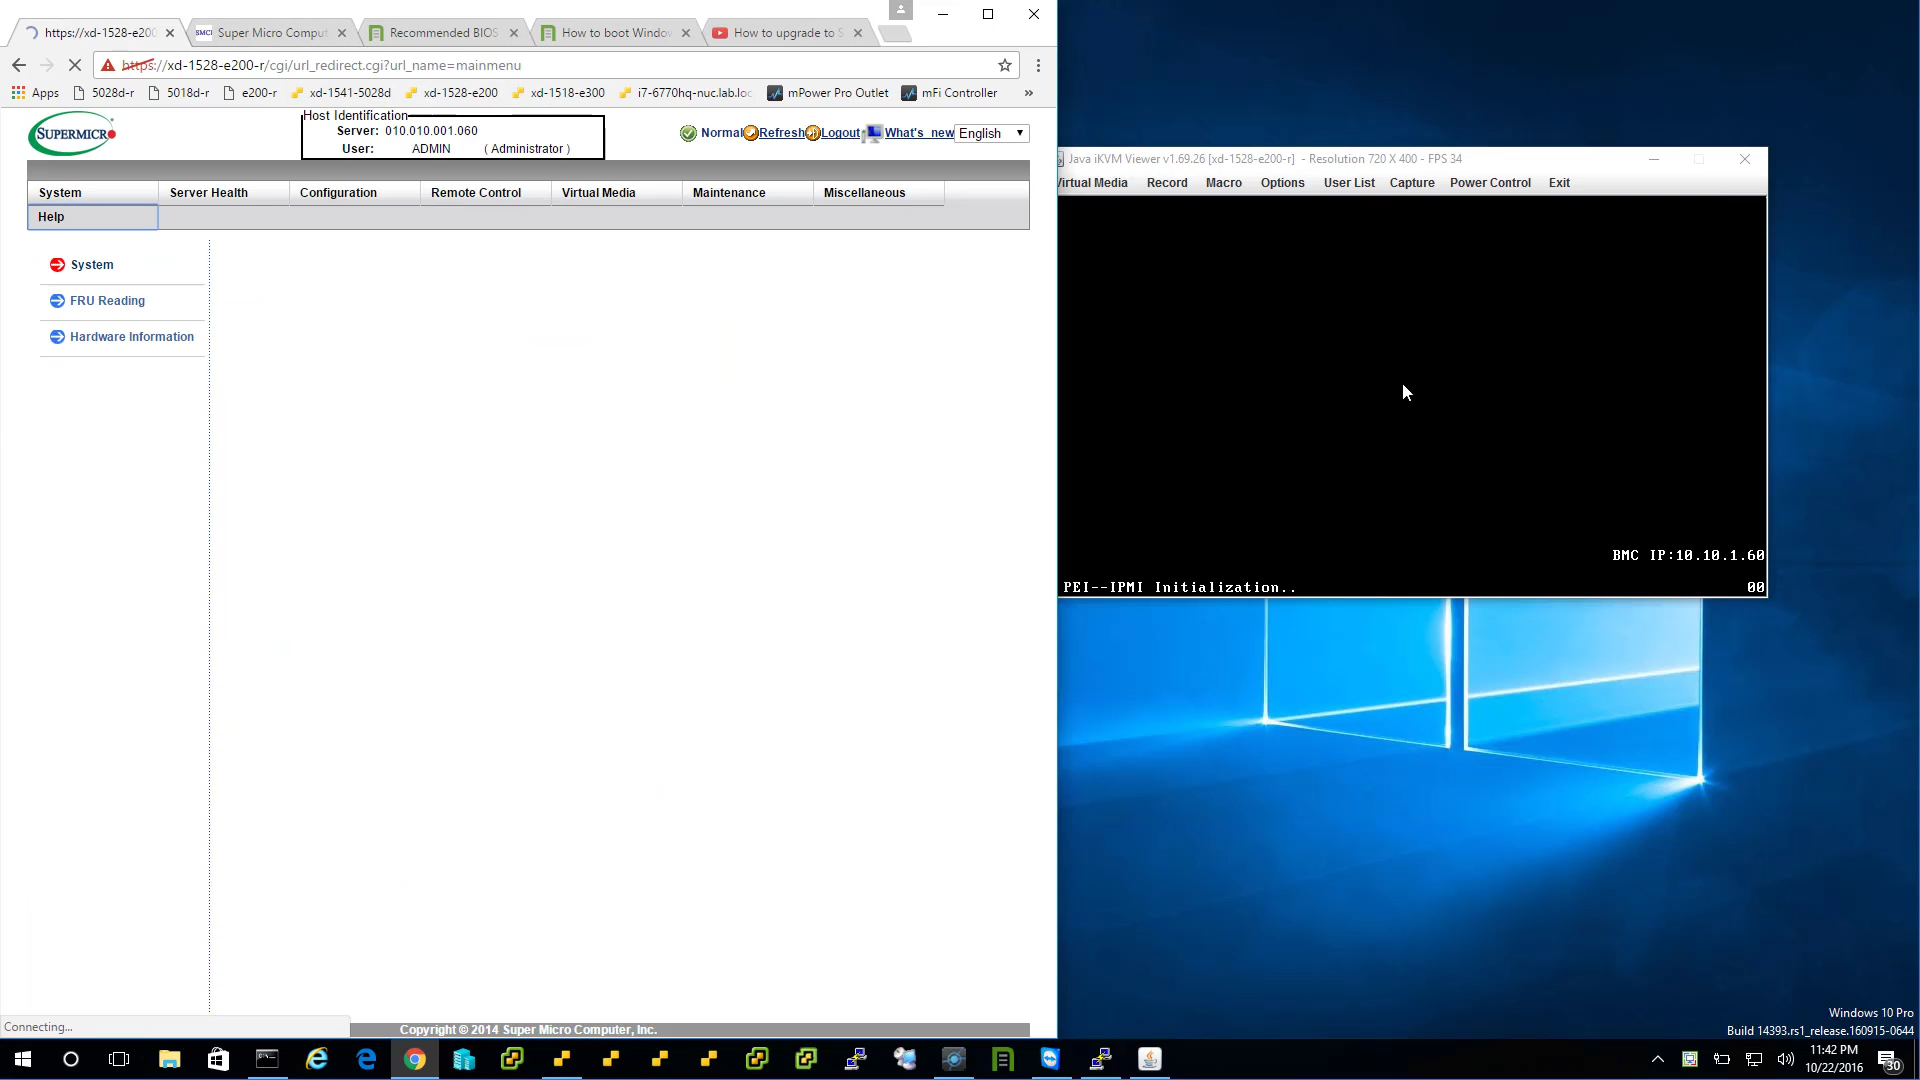 https://xd-1528-e200
Super Micro Comput
Recommended BIOS
How to boot Windo
How to upgrade to S
https://xd-1528-e200-r/cgi/url_redirect.cgi?url_name=mainmenu
Apps
5028d-r
5018d-r
e200-r
xd-1541-5028d
xd-1528-e200
xd-1518-e300
i7-6770hq-nuc.lab.loc
mPower Pro Outlet
mFi Controller
»
SUPERMICRO
Host Identification
Server: 010.010.001.060
User: ADMIN ( Administrator )
Normal Refresh Logout What's new English
System Server Health Configuration Remote Control Virtual Media Maintenance Miscellaneous
Help
System
FRU Reading
Hardware Information
Connecting...
Copyright © 2014 Super Micro Computer, Inc.
Java iKVM Viewer v1.69.26 [xd-1528-e200-r] - Resolution 720 X 400 - FPS 34
Virtual Media Record Macro Options User List Capture Power Control Exit
BMC IP:10.10.1.60
PEI--IPMI Initialization.. 00
Windows 10 Pro
Build 14393.rs1_release.160915-0644
11:42 PM
10/22/2016
30